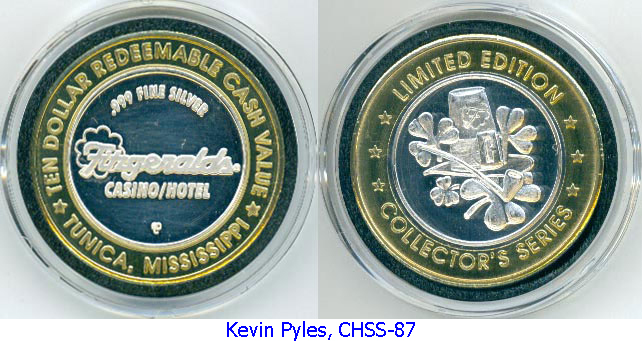 TEN DOLLAR REDEEMABLE CASH VALUE
.999 FINE SILVER
Fitzgeralds
CASINO/HOTEL
P
★ TUNICA, MISSISSIPPI ★
LIMITED EDITION
COLLECTOR'S SERIES
Kevin Pyles, CHSS-87